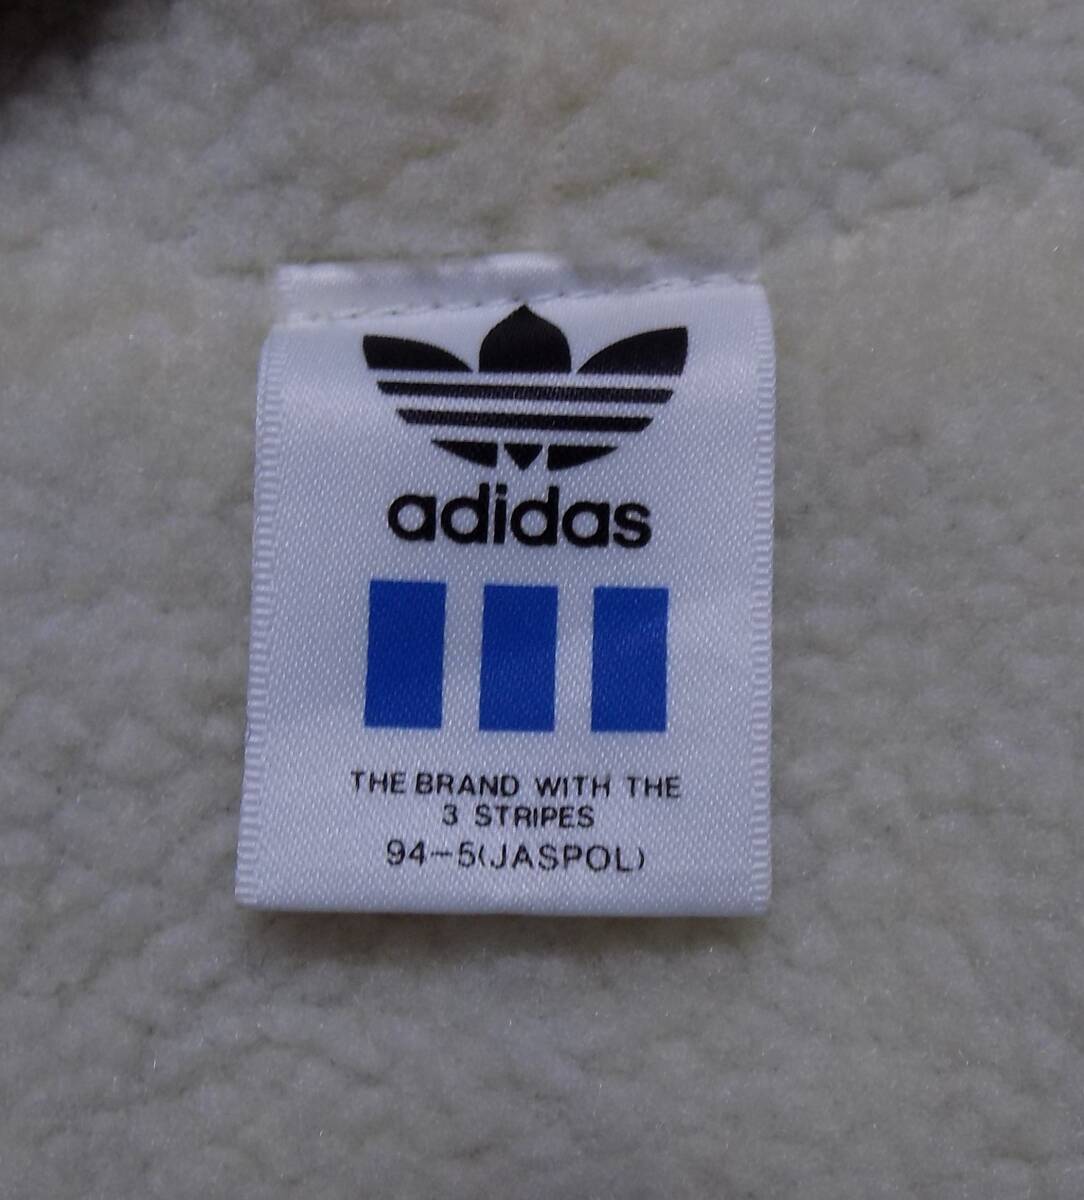 adidas
THE BRAND WITH THE
3 STRIPES
94-5(JASPOL)